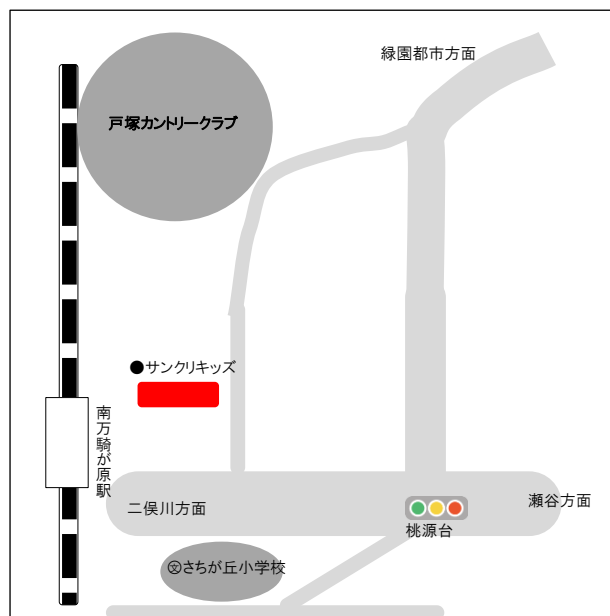 緑園都市方面
戸塚カントリークラブ
●サンクリキッズ
南万騎が原駅
二俣川方面
瀬谷方面
桃源台
㊫さちが丘小学校